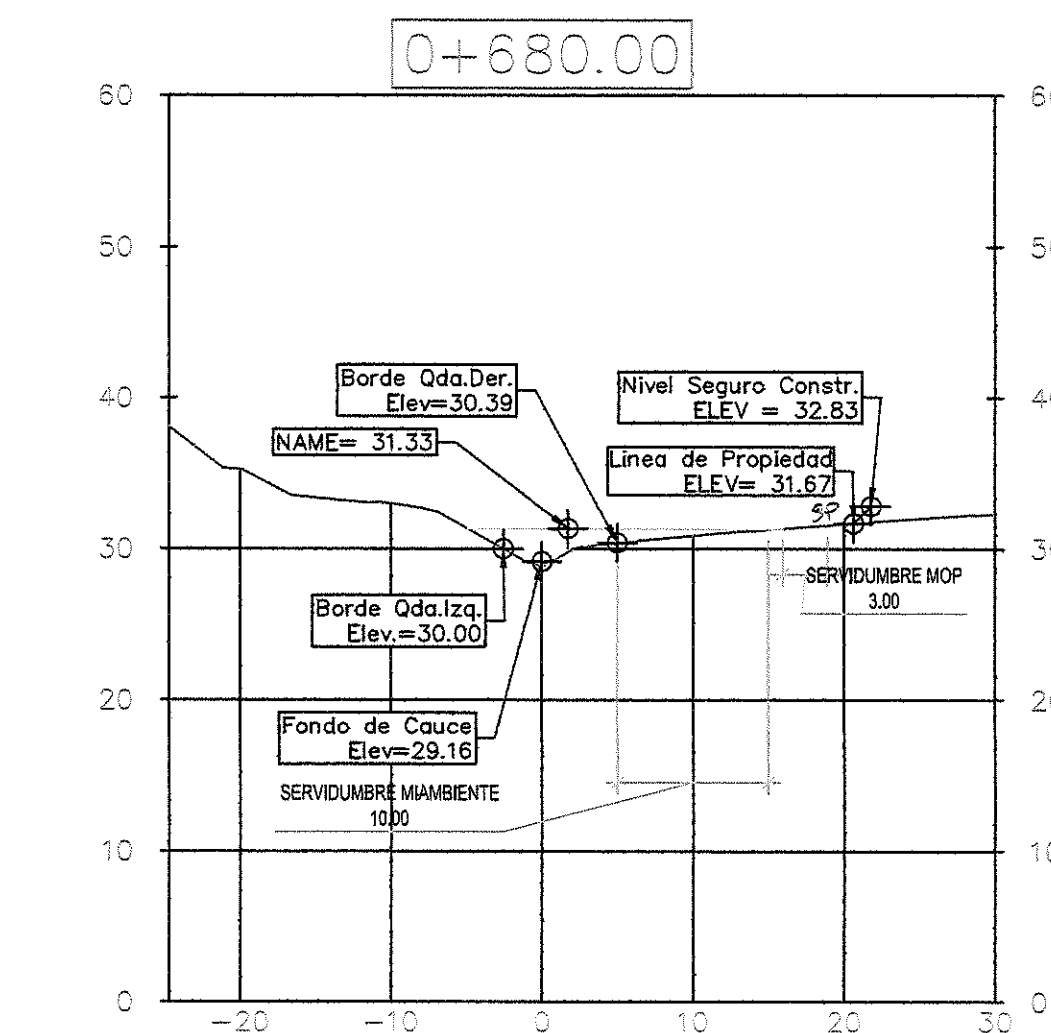 0+680.00
60
60
50
50
Borde Qda.Der.
Elev=30.39
Nivel Seguro Constr.
ELEV = 32.83
40
40
NAME= 31.33
Linea de Propiedad
ELEV= 31.67
SP
30
30
SERVIDUMBRE MOP
3.00
Borde Qda.Izq.
Elev.=30.00
20
20
Fondo de Cauce
Elev=29.16
SERVIDUMBRE MIAMBIENTE
10.00
10
10
0
0
-20
-10
0
10
20
30